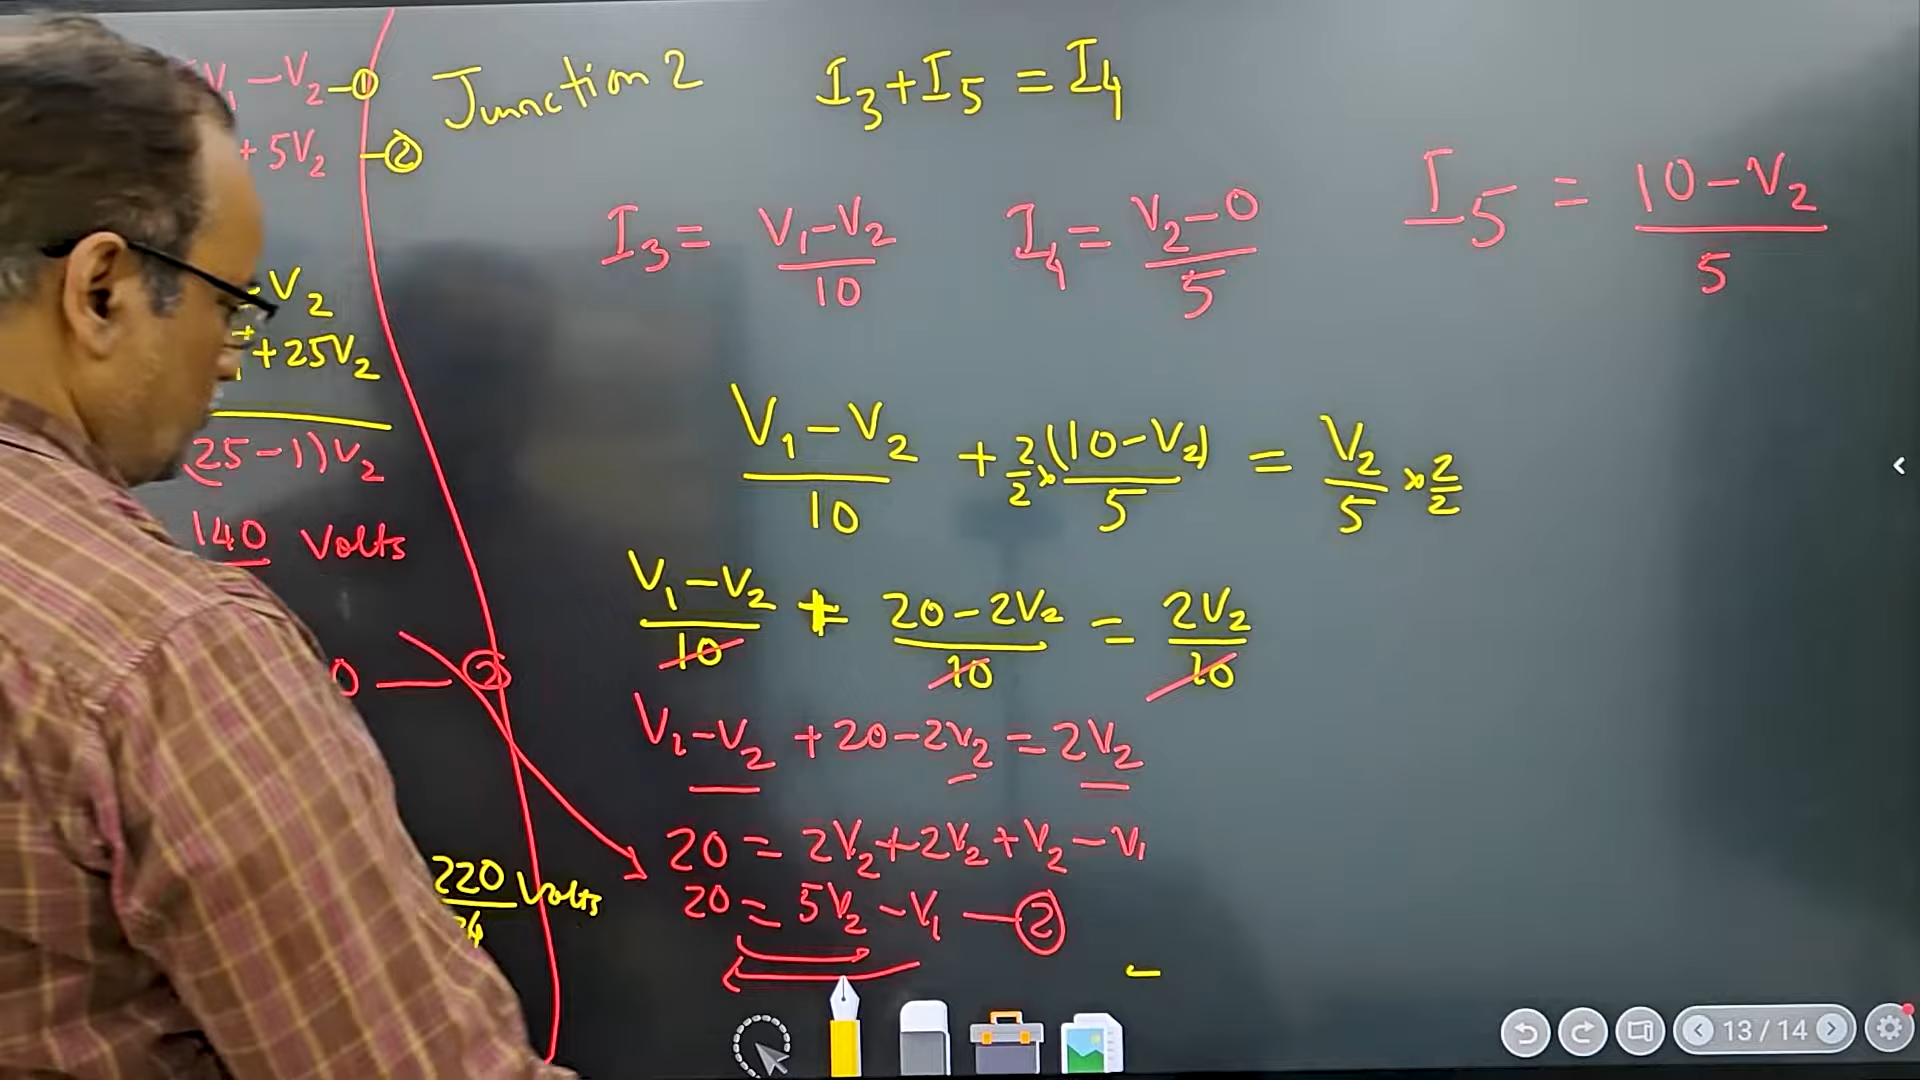 V₁ - V₂ — ①
+ 5V₂ — ②
- V₂
+ 25V₂
(25 - 1)V₂
140 Volts
0 — ②
220 Volts
Junction 2 I₃ + I₅ = I₄
I₃ = (V₁ - V₂)/10 I₄ = (V₂ - 0)/5 I₅ = (10 - V₂)/5
(V₁ - V₂)/10 + 2/2 × (10 - V₂)/5 = V₂/5 × 2/2
(V₁ - V₂)/10 + (20 - 2V₂)/10 = 2V₂/10
V₁ - V₂ + 20 - 2V₂ = 2V₂
20 = 2V₂ + 2V₂ + V₂ - V₁
20 = 5V₂ - V₁ — ②
13 / 14